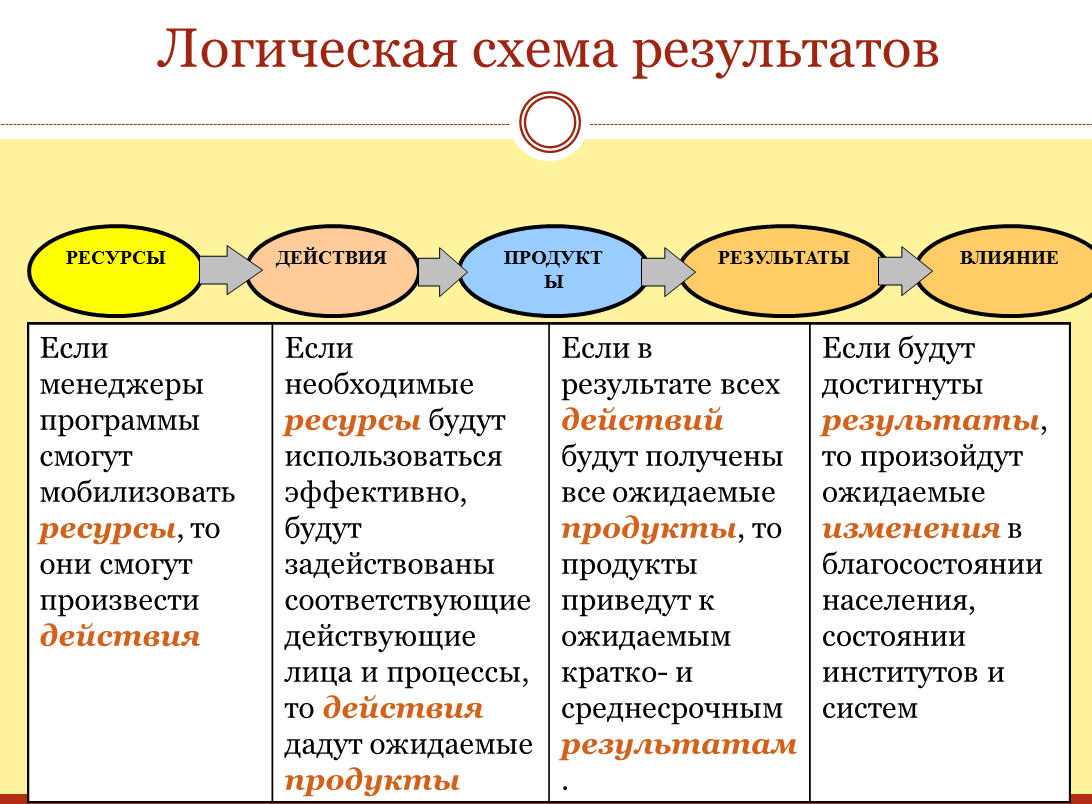 Логическая схема результатов
РЕСУРСЫ
ДЕЙСТВИЯ
ПРОДУКТ
Ы
РЕЗУЛЬТАТЫ
ВЛИЯНИЕ
Если
менеджеры
программы
смогут
мобилизовать
ресурсы, то
они смогут
произвести
действия
Если
необходимые
ресурсы будут
использоваться
эффективно,
будут
задействованы
соответствующие
действующие
лица и процессы,
то действия
дадут ожидаемые
продукты
Если в
результате всех
действий
будут получены
все ожидаемые
продукты, то
продукты
приведут к
ожидаемым
кратко- и
среднесрочным
результатам
.
Если будут
достигнуты
результаты,
то произойдут
ожидаемые
изменения в
благосостоянии
населения,
состоянии
институтов и
систем